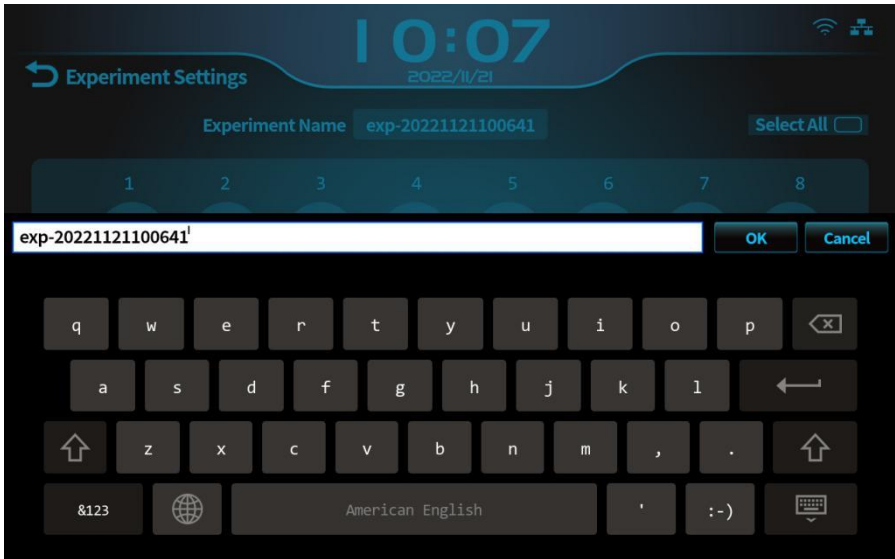 10:07
2022/11/21
Experiment Settings
Experiment Name exp-20221121100641 Select All
1 2 3 4 5 6 7 8
exp-20221121100641 OK Cancel
q w e r t y u i o p
a s d f g h j k l
z x c v b n m , .
&123 American English ' :-)